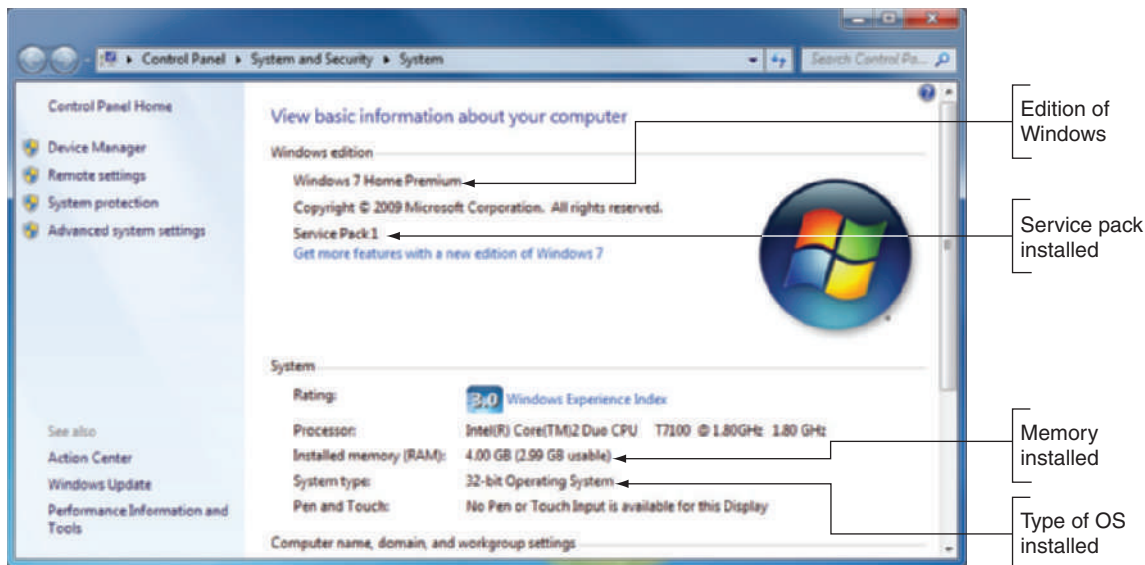 Control Panel ▸ System and Security ▸ System
Search Control Pa...
Control Panel Home
Device Manager
Remote settings
System protection
Advanced system settings
See also
Action Center
Windows Update
Performance Information and
Tools
View basic information about your computer
Windows edition
Windows 7 Home Premium
Copyright © 2009 Microsoft Corporation. All rights reserved.
Service Pack 1
Get more features with a new edition of Windows 7
System
Rating:
3.0 Windows Experience Index
Processor: Intel(R) Core(TM)2 Duo CPU T7100 @ 1.80GHz 1.80 GHz
Installed memory (RAM): 4.00 GB (2.99 GB usable)
System type: 32-bit Operating System
Pen and Touch: No Pen or Touch Input is available for this Display
Computer name, domain, and workgroup settings
Edition of
Windows
Service pack
installed
Memory
installed
Type of OS
installed